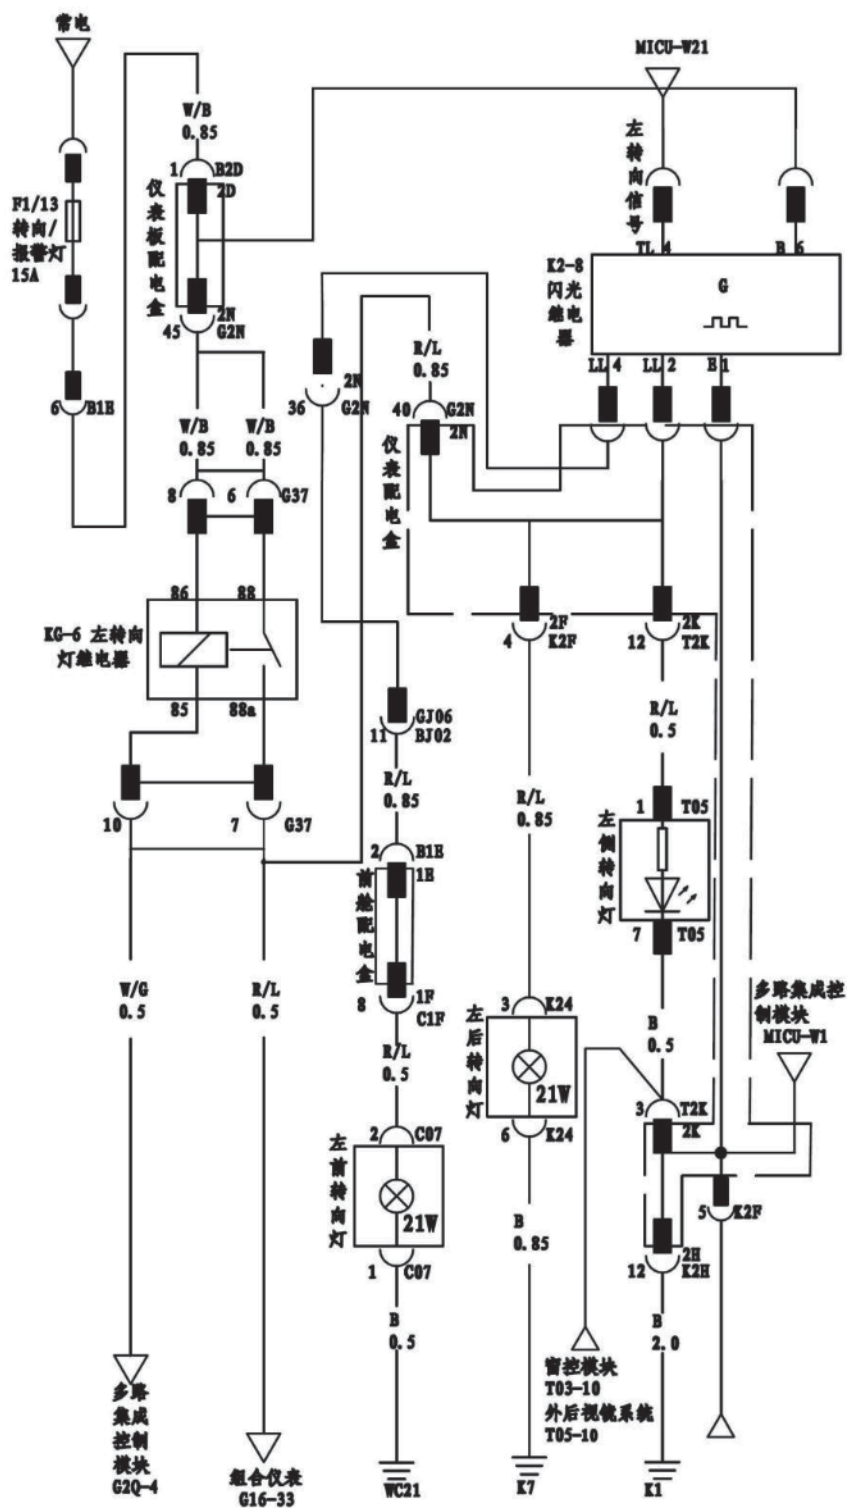 常电
MICU-W21
W/B
0.85
左转向信号
1 B2D
2D
仪表板配电盒
F1/13
转向/
报警灯
15A
TL 4
B 6
K2-8
闪光
继电
器
G
2N
45 G2N
R/L
0.85
LL 4
LL 2
E 1
2N
36 G2N
40 G2N
2N
6 B1E
W/B
0.85
W/B
0.85
仪表配电盒
8
6 G37
86
88
KG-6 左转向
灯继电器
2F
4 K2F
2K
12 T2K
85
88a
GJ06
11 BJ02
R/L
0.5
R/L
0.85
R/L
0.85
1 T05
10
7 G37
左侧转向灯
2 B1E
1E
前舱配电盒
7 T05
W/G
0.5
R/L
0.5
1F
8 C1F
3 K24
左后转向灯
多路集成控
制模块
MICU-W1
B
0.5
R/L
0.5
21W
3 T2K
2K
2 C07
6 K24
左前转向灯
21W
5 K2F
B
0.85
1 C07
2H
12 K2H
B
0.5
B
2.0
窗控模块
T03-10
外后视镜系统
T05-10
多路
集成
控制
模块
G2Q-4
组合仪表
G16-33
WC21
K7
K1